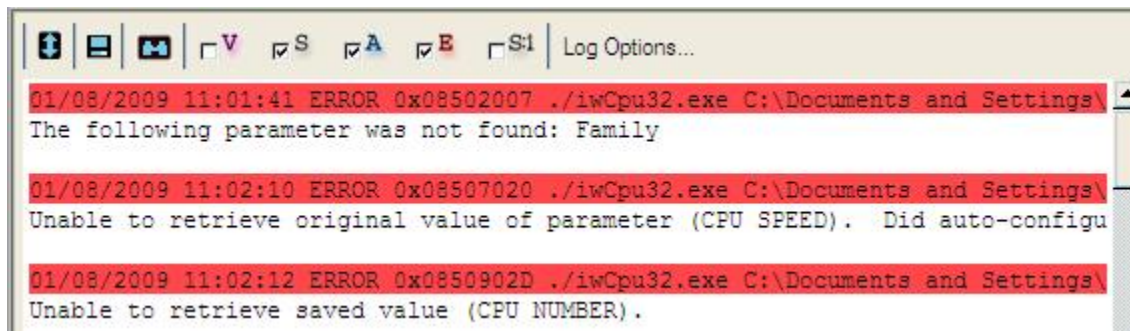 V S A E S:1 Log Options...
01/08/2009 11:01:41 ERROR 0x08502007 ./iwCpu32.exe C:\Documents and Settings\
The following parameter was not found: Family
01/08/2009 11:02:10 ERROR 0x08507020 ./iwCpu32.exe C:\Documents and Settings\
Unable to retrieve original value of parameter (CPU SPEED).  Did auto-configu
01/08/2009 11:02:12 ERROR 0x0850902D ./iwCpu32.exe C:\Documents and Settings\
Unable to retrieve saved value (CPU NUMBER).